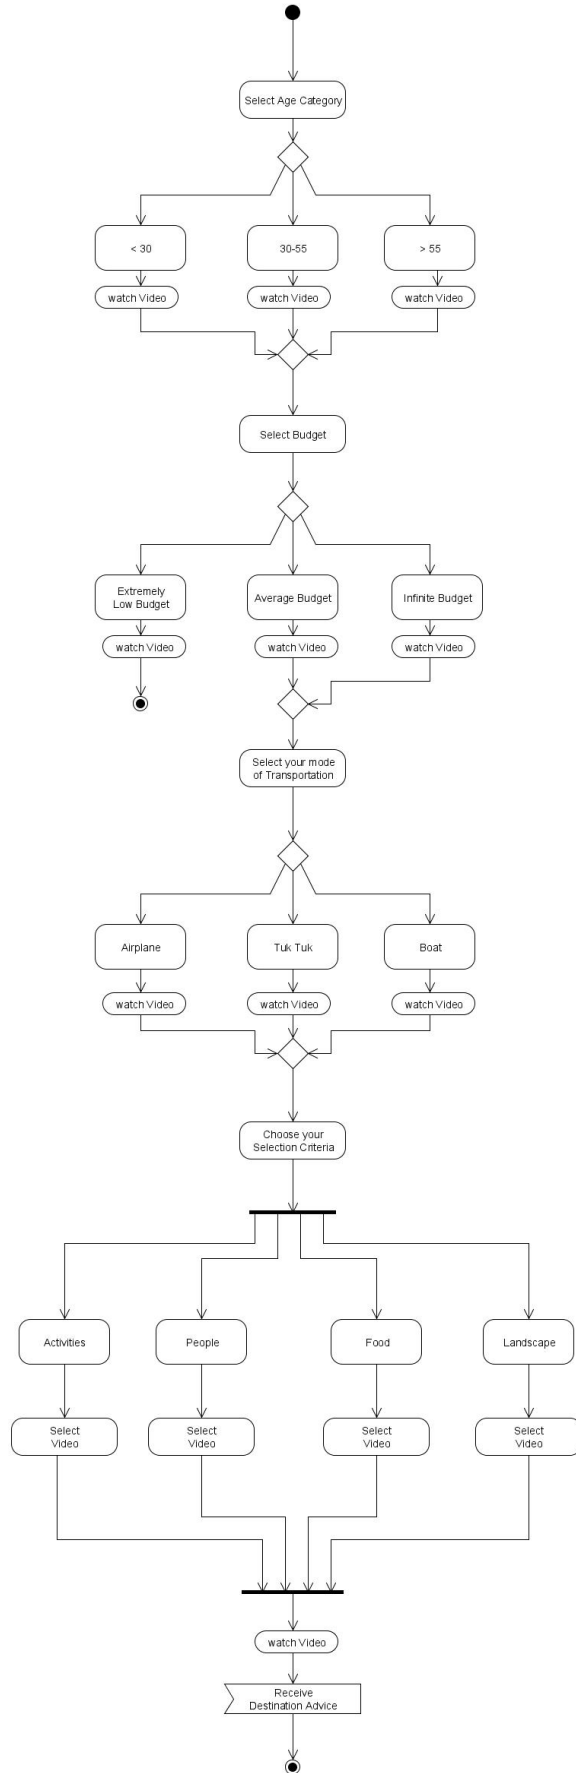 Select Age Category
< 30
30-55
> 55
watch Video
watch Video
watch Video
Select Budget
Extremely
Low Budget
Average Budget
Infinite Budget
watch Video
watch Video
watch Video
Select your mode
of Transportation
Airplane
Tuk Tuk
Boat
watch Video
watch Video
watch Video
Choose your
Selection Criteria
Activities
People
Food
Landscape
Select
Video
Select
Video
Select
Video
Select
Video
watch Video
Receive
Destination Advice